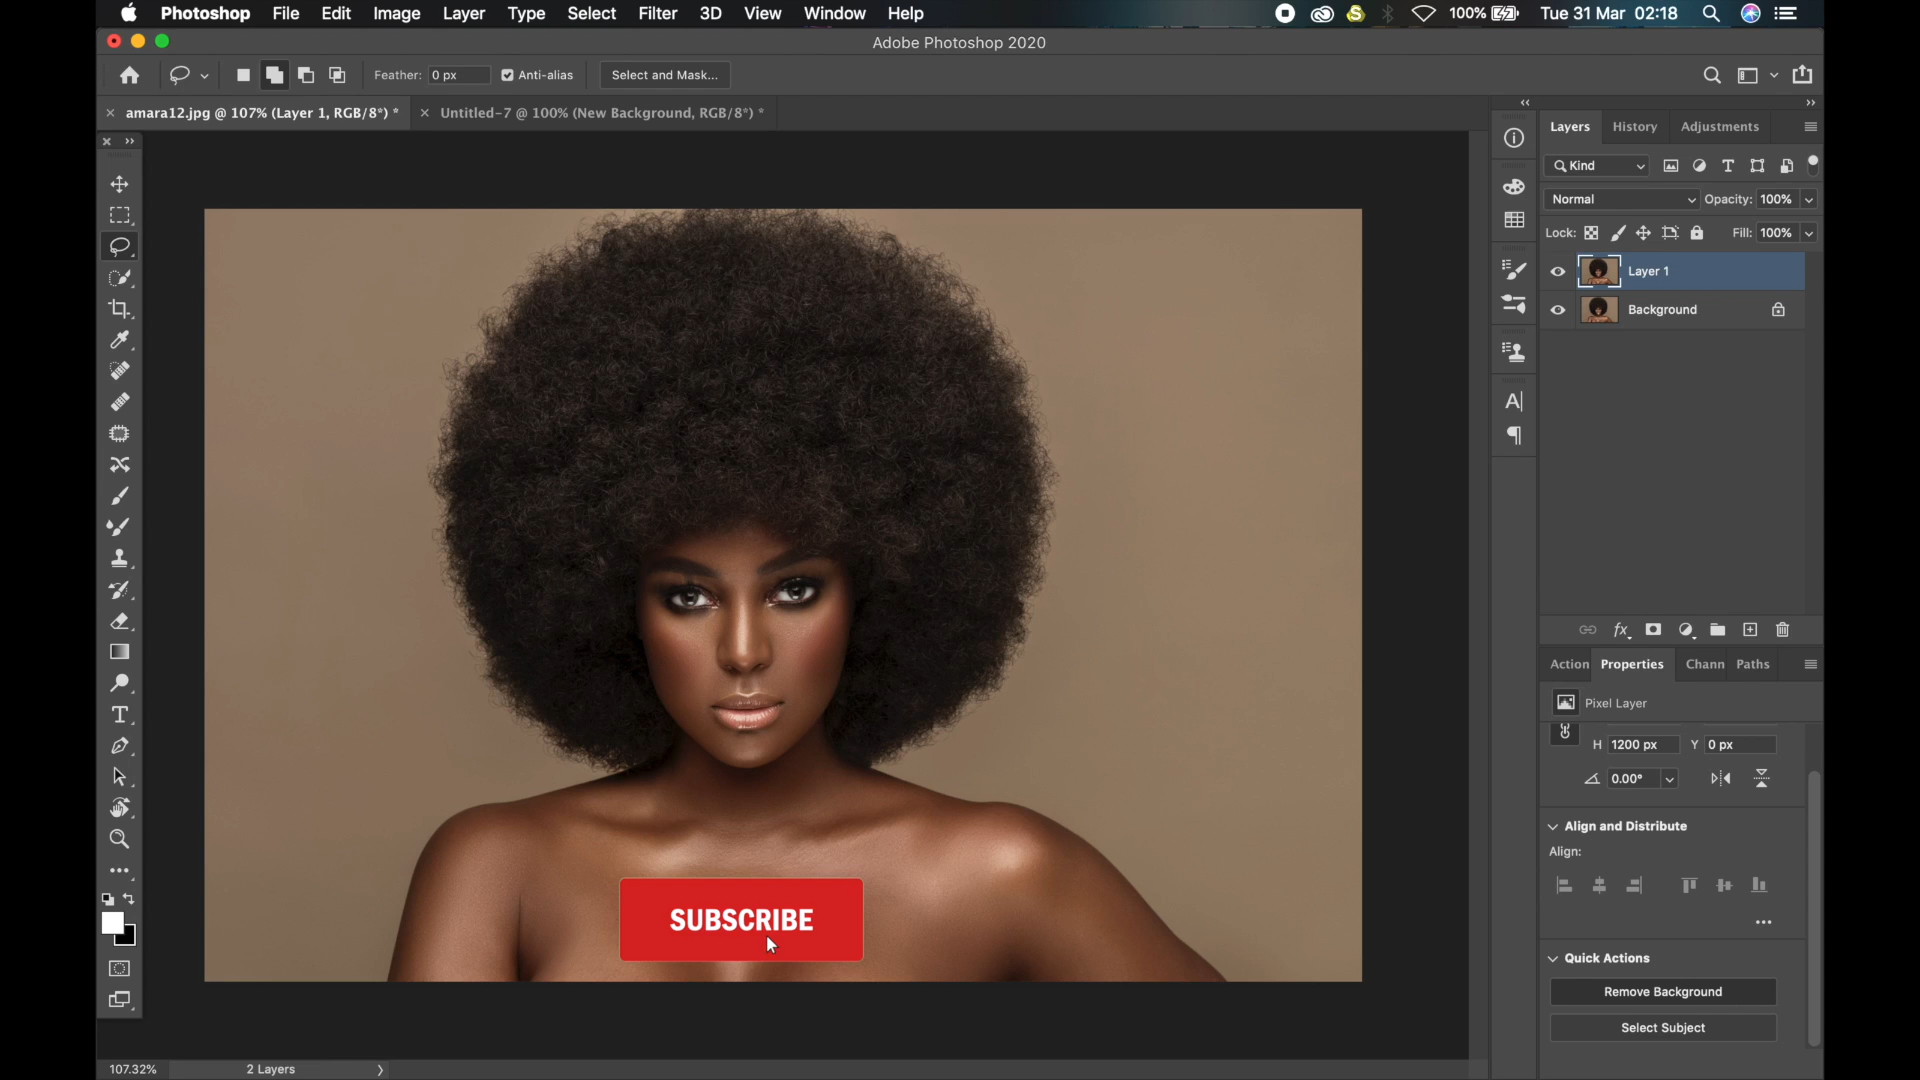 Photoshop File Edit Image Layer Type Select Filter 3D View Window Help 100% Tue 31 Mar 02:18
Adobe Photoshop 2020
Feather: 0 px Anti-alias Select and Mask...
amara12.jpg @ 107% (Layer 1, RGB/8*) * Untitled-7 @ 100% (New Background, RGB/8*) *
Layers History Adjustments
Kind
Normal Opacity: 100%
Lock: Fill: 100%
Layer 1
Background
SUBSCRIBE
Action Properties Chann Paths
Pixel Layer
H 1200 px Y 0 px
0.00°
Align and Distribute
Align:
Quick Actions
Remove Background
Select Subject
107.32% 2 Layers